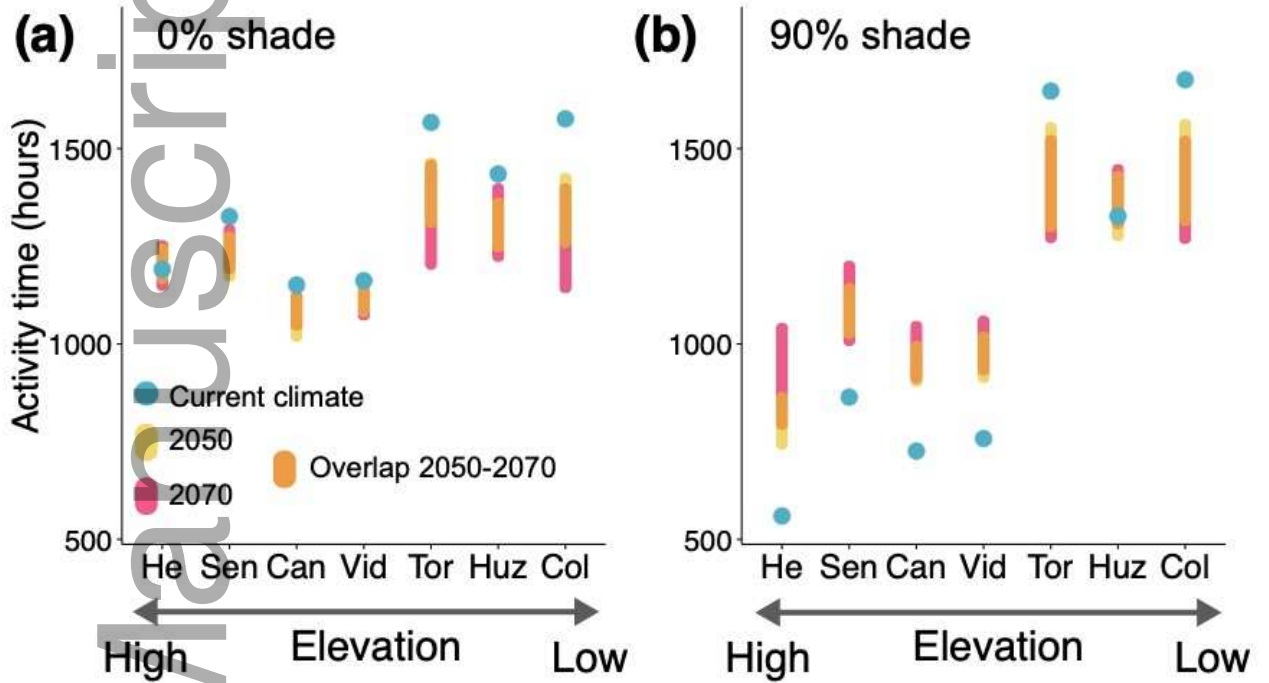 (a) 0% shade
Activity time (hours)
1500
1000
500
Current climate
2050
2070
Overlap 2050-2070
He Sen Can Vid Tor Huz Col
Elevation
High Low
(b) 90% shade
1500
1000
500
He Sen Can Vid Tor Huz Col
Elevation
High Low